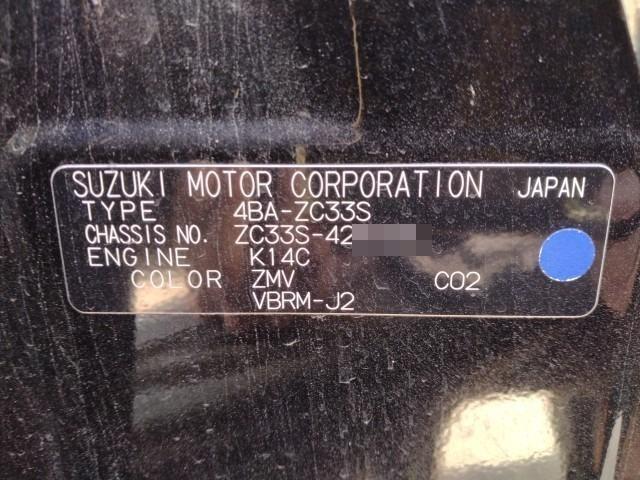 SUZUKI MOTOR CORPORATION JAPAN
TYPE 4BA-ZC33S
CHASSIS NO. ZC33S-42
ENGINE K14C
COLOR ZMV C02
VBRM-J2